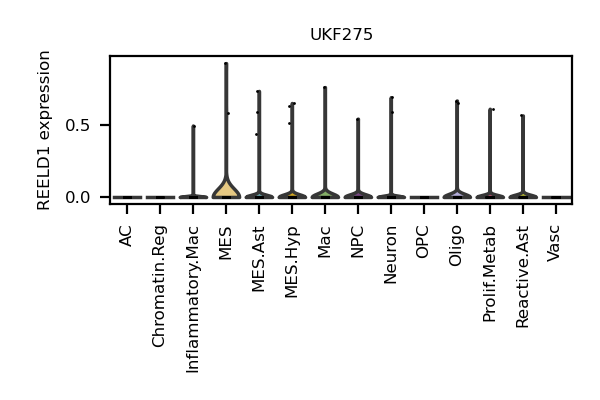 UKF275
REELD1 expression
0.5
0.0
AC
Chromatin.Reg
Inflammatory.Mac
MES
MES.Ast
MES.Hyp
Mac
NPC
Neuron
OPC
Oligo
Prolif.Metab
Reactive.Ast
Vasc